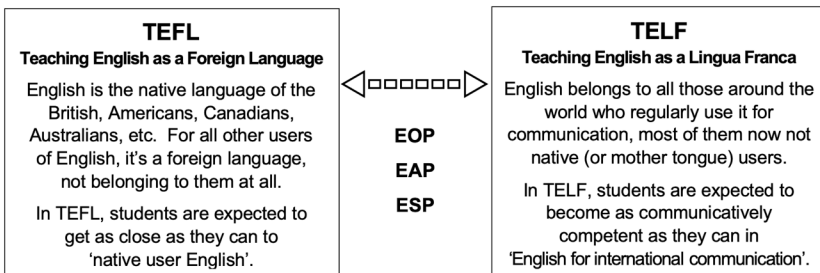 TEFL
Teaching English as a Foreign Language
English is the native language of the
British, Americans, Canadians,
Australians, etc.  For all other users
of English, it's a foreign language,
not belonging to them at all.
In TEFL, students are expected to
get as close as they can to
'native user English'.
EOP
EAP
ESP
TELF
Teaching English as a Lingua Franca
English belongs to all those around the
world who regularly use it for
communication, most of them now not
native (or mother tongue) users.
In TELF, students are expected to
become as communicatively
competent as they can in
'English for international communication'.